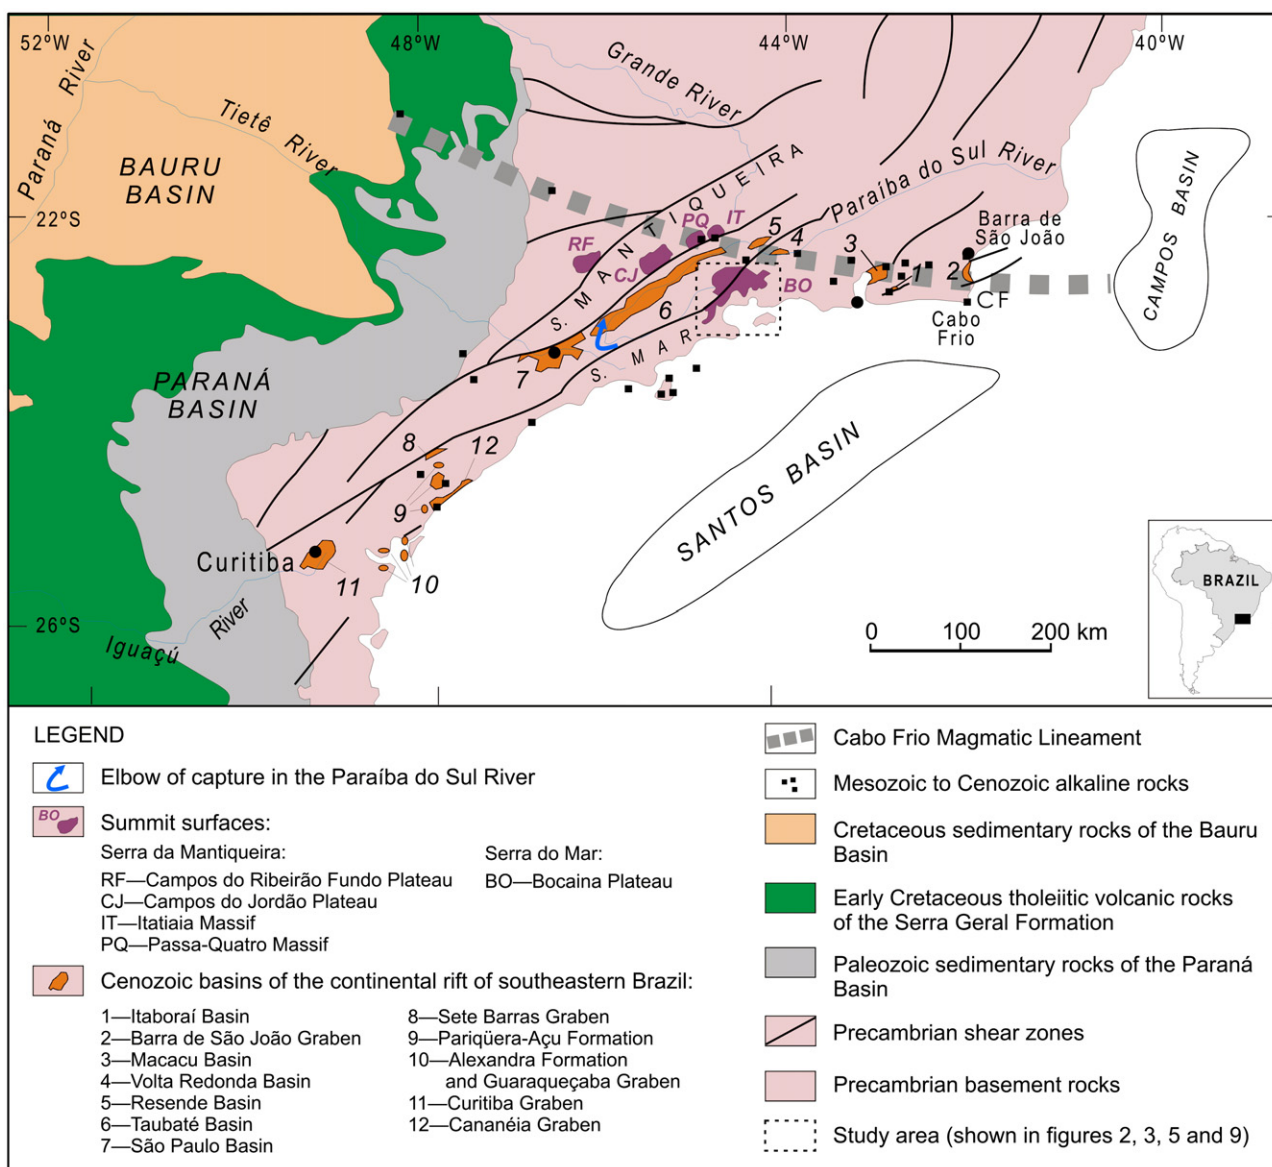 52ºW
48ºW
44ºW
40ºW
Paraná River
Tietê River
Grande River
BAURU
BASIN
22ºS
S. MANTIQUEIRA
Paraíba do Sul River
CAMPOS BASIN
RF
CJ
PQ
IT
5
4
3
Barra de
São João
1
2
BO
CF
Cabo
Frio
6
S. MAR
7
PARANÁ
BASIN
SANTOS BASIN
8
12
9
Curitiba
11
10
26ºS
Iguaçú River
0 100 200 km
BRAZIL
LEGEND
Elbow of capture in the Paraíba do Sul River
BO
Summit surfaces:
Serra da Mantiqueira:
RF—Campos do Ribeirão Fundo Plateau
CJ—Campos do Jordão Plateau
IT—Itatiaia Massif
PQ—Passa-Quatro Massif
Serra do Mar:
BO—Bocaina Plateau
Cenozoic basins of the continental rift of southeastern Brazil:
1—Itaboraí Basin
2—Barra de São João Graben
3—Macacu Basin
4—Volta Redonda Basin
5—Resende Basin
6—Taubaté Basin
7—São Paulo Basin
8—Sete Barras Graben
9—Pariqüera-Açu Formation
10—Alexandra Formation
and Guaraqueçaba Graben
11—Curitiba Graben
12—Cananéia Graben
Cabo Frio Magmatic Lineament
Mesozoic to Cenozoic alkaline rocks
Cretaceous sedimentary rocks of the Bauru
Basin
Early Cretaceous tholeiitic volcanic rocks
of the Serra Geral Formation
Paleozoic sedimentary rocks of the Paraná
Basin
Precambrian shear zones
Precambrian basement rocks
Study area (shown in figures 2, 3, 5 and 9)